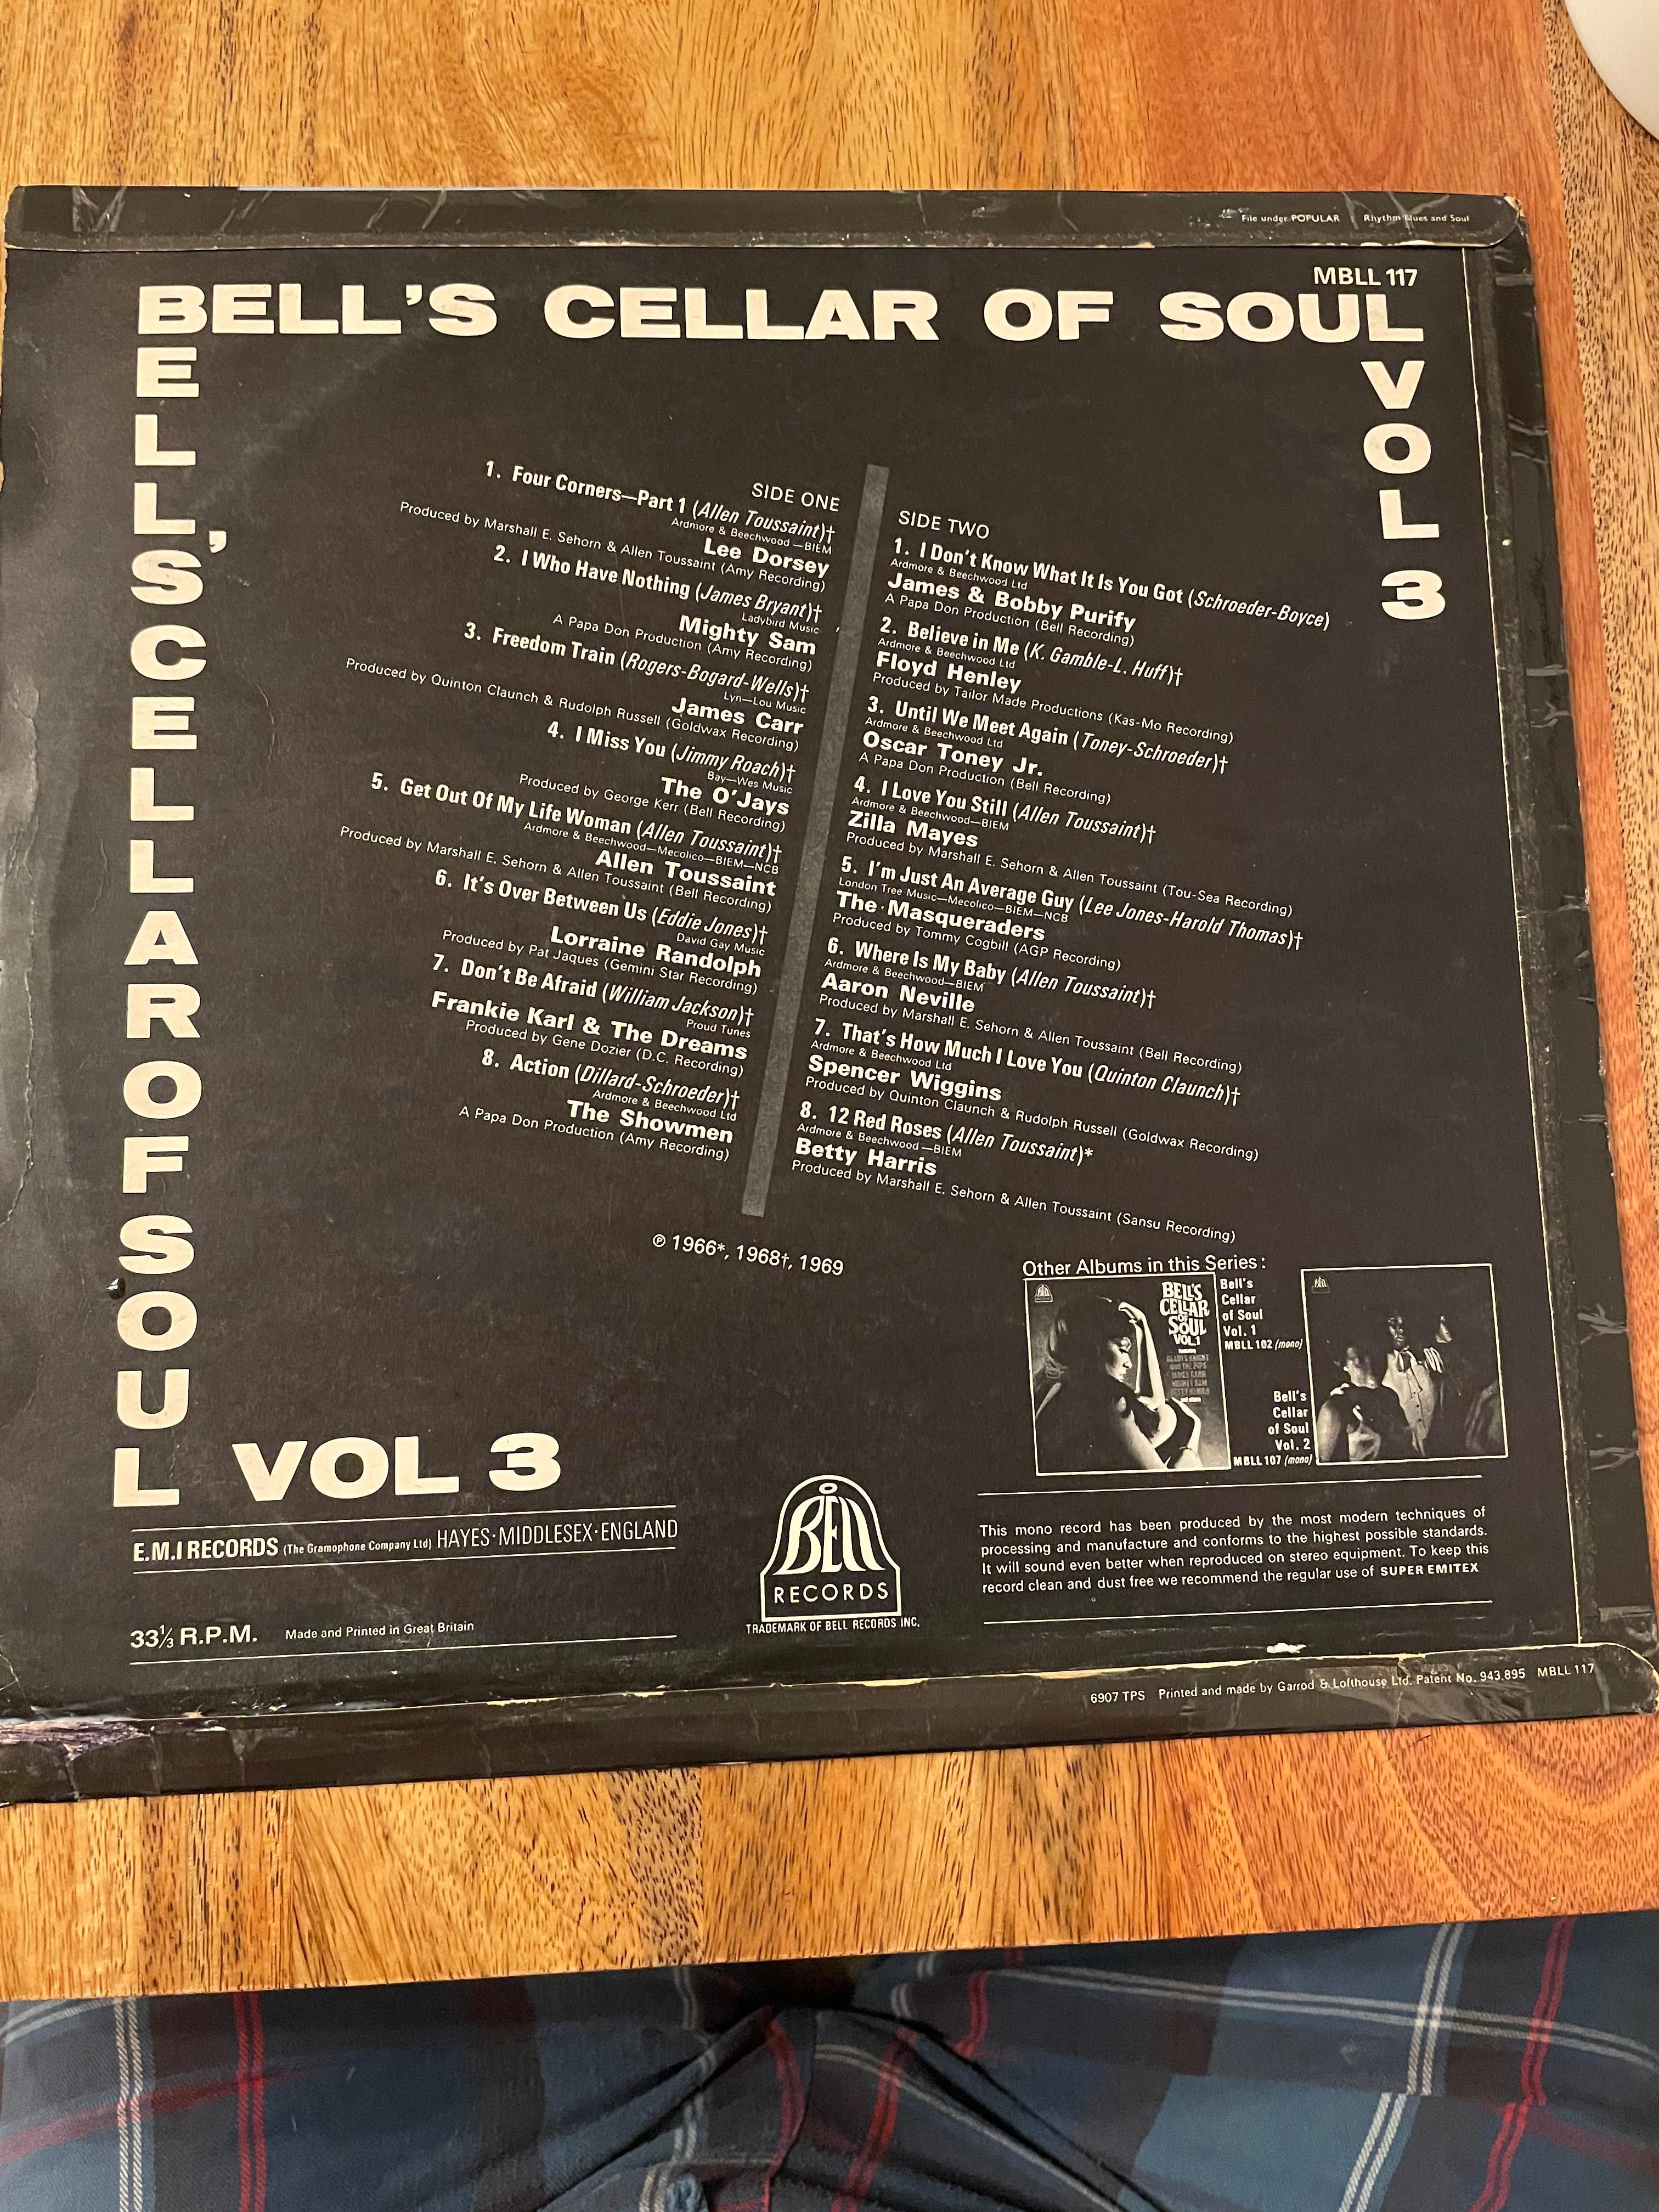 File under POPULAR : Rhythm Blues and Soul
MBLL 117
BELL'S CELLAR OF SOUL
VOL 3
BELL'S CELLAR OF SOUL VOL 3
SIDE ONE
1. Four Corners—Part 1 (Allen Toussaint)†
Ardmore & Beechwood—BIEM
Lee Dorsey
Produced by Marshall E. Sehorn & Allen Toussaint (Amy Recording)
2. I Who Have Nothing (James Bryant)†
Ladybird Music
Mighty Sam
A Papa Don Production (Amy Recording)
3. Freedom Train (Rogers-Bogard-Wells)†
Lyn—Lou Music
James Carr
Produced by Quinton Claunch & Rudolph Russell (Goldwax Recording)
4. I Miss You (Jimmy Roach)†
Bay—Wes Music
The O'Jays
Produced by George Kerr (Bell Recording)
5. Get Out Of My Life Woman (Allen Toussaint)†
Ardmore & Beechwood—Mecolico—BIEM—NCB
Allen Toussaint
Produced by Marshall E. Sehorn & Allen Toussaint (Bell Recording)
6. It's Over Between Us (Eddie Jones)†
David Gay Music
Lorraine Randolph
Produced by Pat Jaques (Gemini Star Recording)
7. Don't Be Afraid (William Jackson)†
Proud Tunes
Frankie Karl & The Dreams
Produced by Gene Dozier (D.C. Recording)
8. Action (Dillard-Schroeder)†
Ardmore & Beechwood Ltd
The Showmen
A Papa Don Production (Amy Recording)
SIDE TWO
1. I Don't Know What It Is You Got (Schroeder-Boyce)
Ardmore & Beechwood Ltd
James & Bobby Purify
A Papa Don Production (Bell Recording)
2. Believe in Me (K. Gamble-L. Huff)†
Ardmore & Beechwood Ltd
Floyd Henley
Produced by Tailor Made Productions (Kas-Mo Recording)
3. Until We Meet Again (Toney-Schroeder)†
Ardmore & Beechwood Ltd
Oscar Toney Jr.
A Papa Don Production (Bell Recording)
4. I Love You Still (Allen Toussaint)†
Ardmore & Beechwood—BIEM
Zilla Mayes
Produced by Marshall E. Sehorn & Allen Toussaint (Tou-Sea Recording)
5. I'm Just An Average Guy (Lee Jones-Harold Thomas)†
London Tree Music—Mecolico—BIEM—NCB
The Masqueraders
Produced by Tommy Cogbill (AGP Recording)
6. Where Is My Baby (Allen Toussaint)†
Ardmore & Beechwood—BIEM
Aaron Neville
Produced by Marshall E. Sehorn & Allen Toussaint (Bell Recording)
7. That's How Much I Love You (Quinton Claunch)†
Ardmore & Beechwood Ltd
Spencer Wiggins
Produced by Quinton Claunch & Rudolph Russell (Goldwax Recording)
8. 12 Red Roses (Allen Toussaint)*
Ardmore & Beechwood—BIEM
Betty Harris
Produced by Marshall E. Sehorn & Allen Toussaint (Sansu Recording)
℗ 1966*, 1968†, 1969
Other Albums in this Series:
BELL'S
CELLAR
OF
SOUL
VOL.1
Bell's
Cellar
of Soul
Vol. 1
MBLL 102 (mono)
Bell's
Cellar
of Soul
Vol. 2
MBLL 107 (mono)
E.M.I RECORDS (The Gramophone Company Ltd) HAYES·MIDDLESEX·ENGLAND
33⅓ R.P.M. Made and Printed in Great Britain
BELL
RECORDS
TRADEMARK OF BELL RECORDS INC.
This mono record has been produced by the most modern techniques of
processing and manufacture and conforms to the highest possible standards.
It will sound even better when reproduced on stereo equipment. To keep this
record clean and dust free we recommend the regular use of SUPER EMITEX
6907 TPS Printed and made by Garrod & Lofthouse Ltd. Patent No. 943,895 MBLL 117